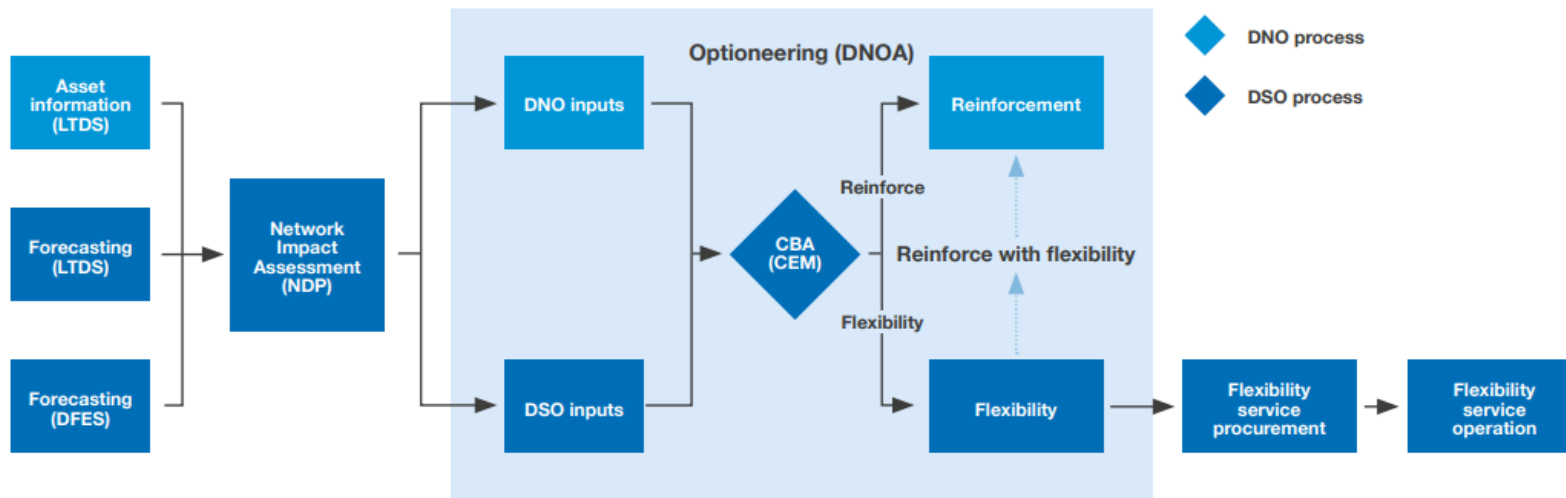 Optioneering (DNOA)
DNO process
DSO process
Asset
information
(LTDS)
Forecasting
(LTDS)
Forecasting
(DFES)
Network
Impact
Assessment
(NDP)
DNO inputs
DSO inputs
CBA
(CEM)
Reinforce
Flexibility
Reinforcement
Reinforce with flexibility
Flexibility
Flexibility
service
procurement
Flexibility
service
operation